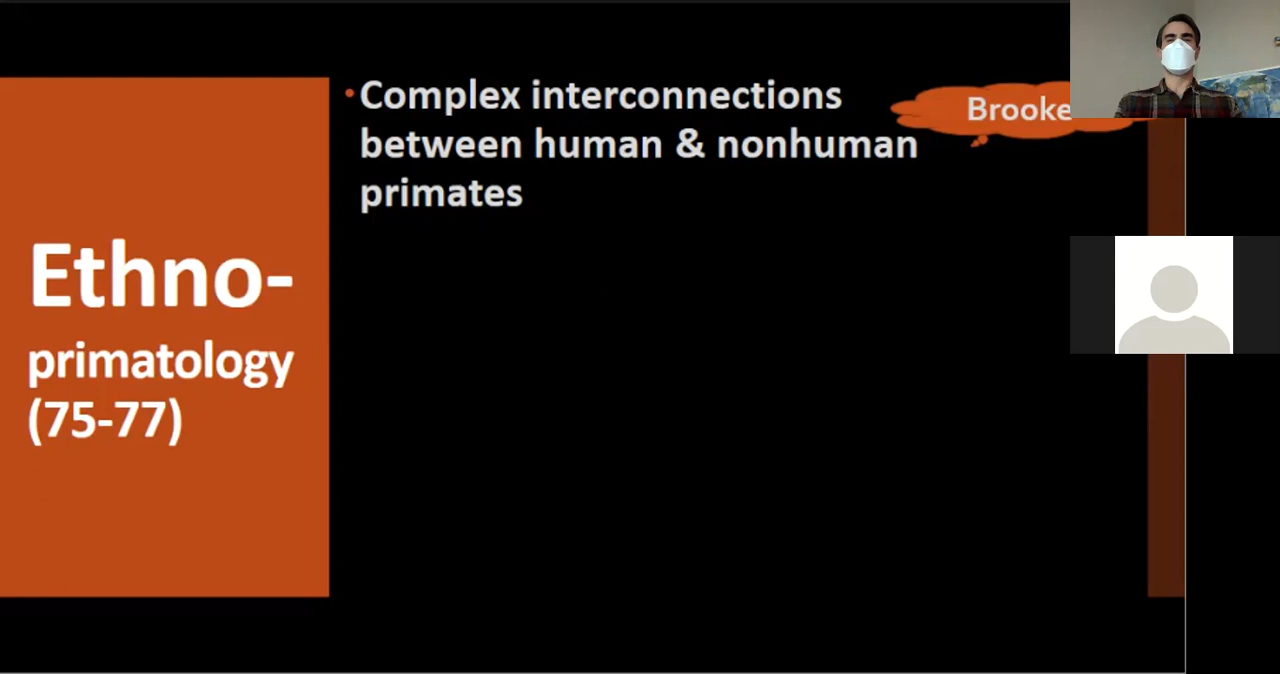 Ethno-
primatology
(75-77)
•Complex interconnections
between human & nonhuman
primates
Brooke